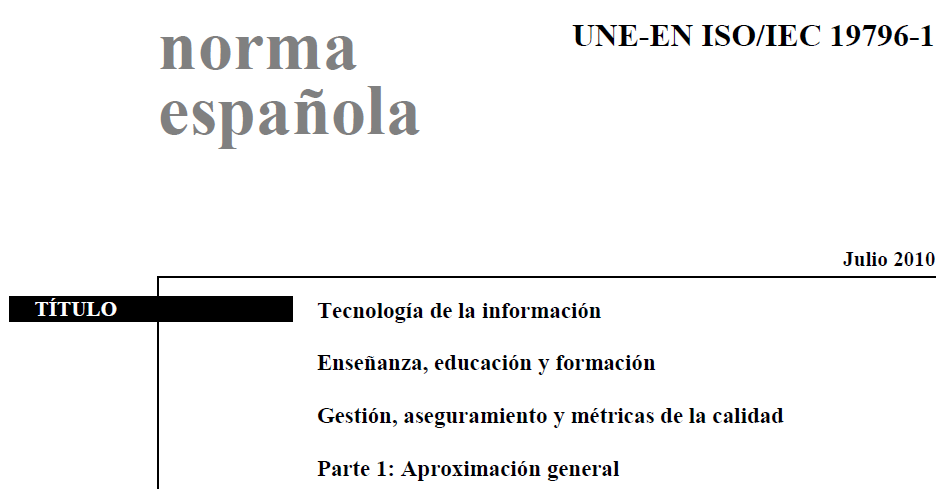 norma
española
UNE-EN ISO/IEC 19796-1
Julio 2010
TÍTULO
Tecnología de la información
Enseñanza, educación y formación
Gestión, aseguramiento y métricas de la calidad
Parte 1: Aproximación general